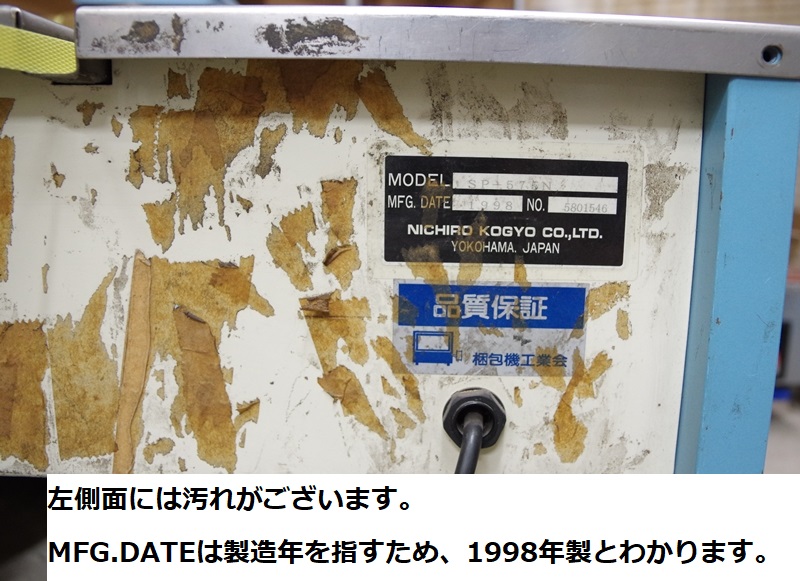 MODEL SP-575N
MFG. DATE 1998 NO. 5801546
NICHIRO KOGYO CO.,LTD.
YOKOHAMA. JAPAN
品質保証
梱包機工業会
左側面には汚れがございます。
MFG.DATEは製造年を指すため、1998年製とわかります。